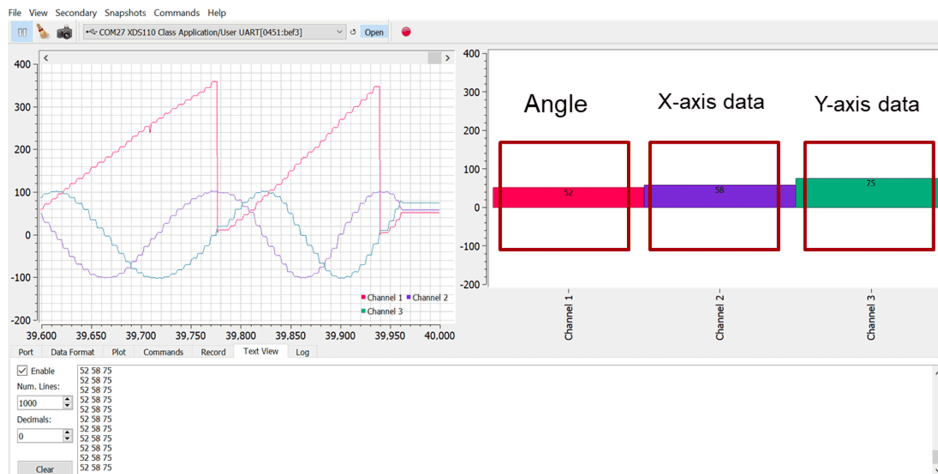 File View Secondary Snapshots Commands Help
COM27 XDS110 Class Application/User UART[0451:bef3] Open
400
300
200
100
0
-100
-200
39,600 39,650 39,700 39,750 39,800 39,850 39,900 39,950 40,000
Channel 1 Channel 2
Channel 3
400
300
200
100
0
-100
-200
Angle X-axis data Y-axis data
52 58 75
Channel 1 Channel 2 Channel 3
Port Data Format Plot Commands Record Text View Log
Enable
Num. Lines:
1000
Decimals:
0
Clear
52 58 75
52 58 75
52 58 75
52 58 75
52 58 75
52 58 75
52 58 75
52 58 75
52 58 75
52 58 75
52 58 75